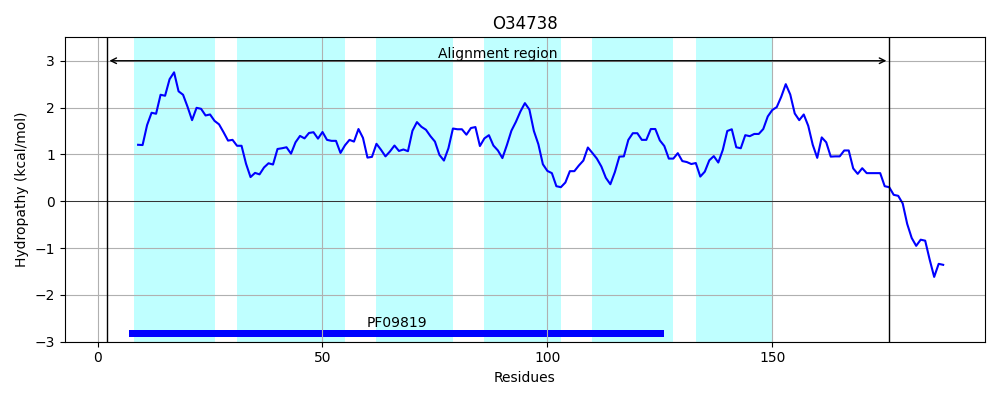 O34738
Alignment region
3
2
1
0
−1
−2
−3
Hydropathy (kcal/mol)
PF09819
0 50 100 150
Residues